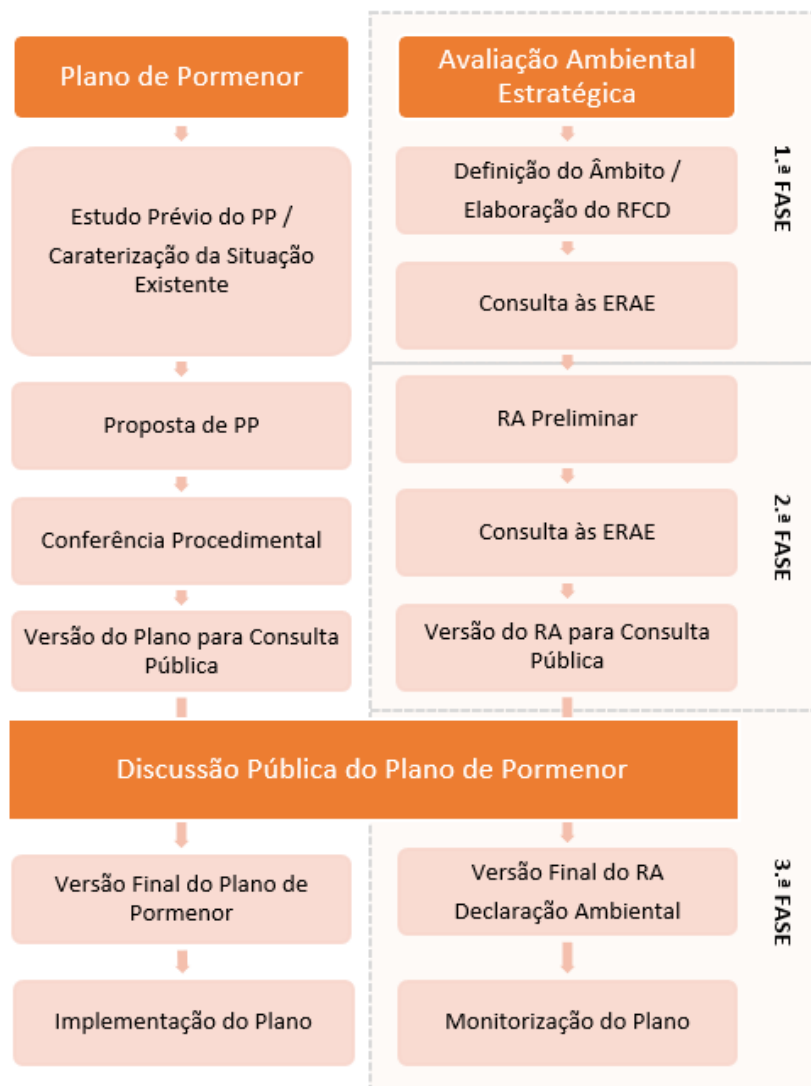 Plano de Pormenor
Avaliação Ambiental
Estratégica
Estudo Prévio do PP /
Caraterização da Situação
Existente
Definição do Âmbito /
Elaboração do RFCD
Consulta às ERAE
1.ª FASE
Proposta de PP
RA Preliminar
Conferência Procedimental
Consulta às ERAE
Versão do Plano para Consulta
Pública
Versão do RA para Consulta
Pública
2.ª FASE
Discussão Pública do Plano de Pormenor
Versão Final do Plano de
Pormenor
Versão Final do RA
Declaração Ambiental
Implementação do Plano
Monitorização do Plano
3.ª FASE